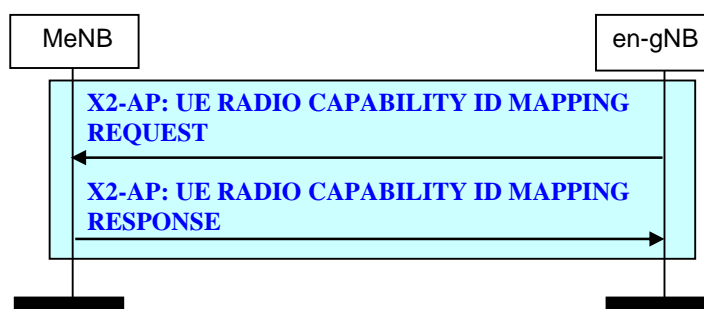 MeNB
en-gNB
X2-AP: UE RADIO CAPABILITY ID MAPPING
REQUEST
X2-AP: UE RADIO CAPABILITY ID MAPPING
RESPONSE